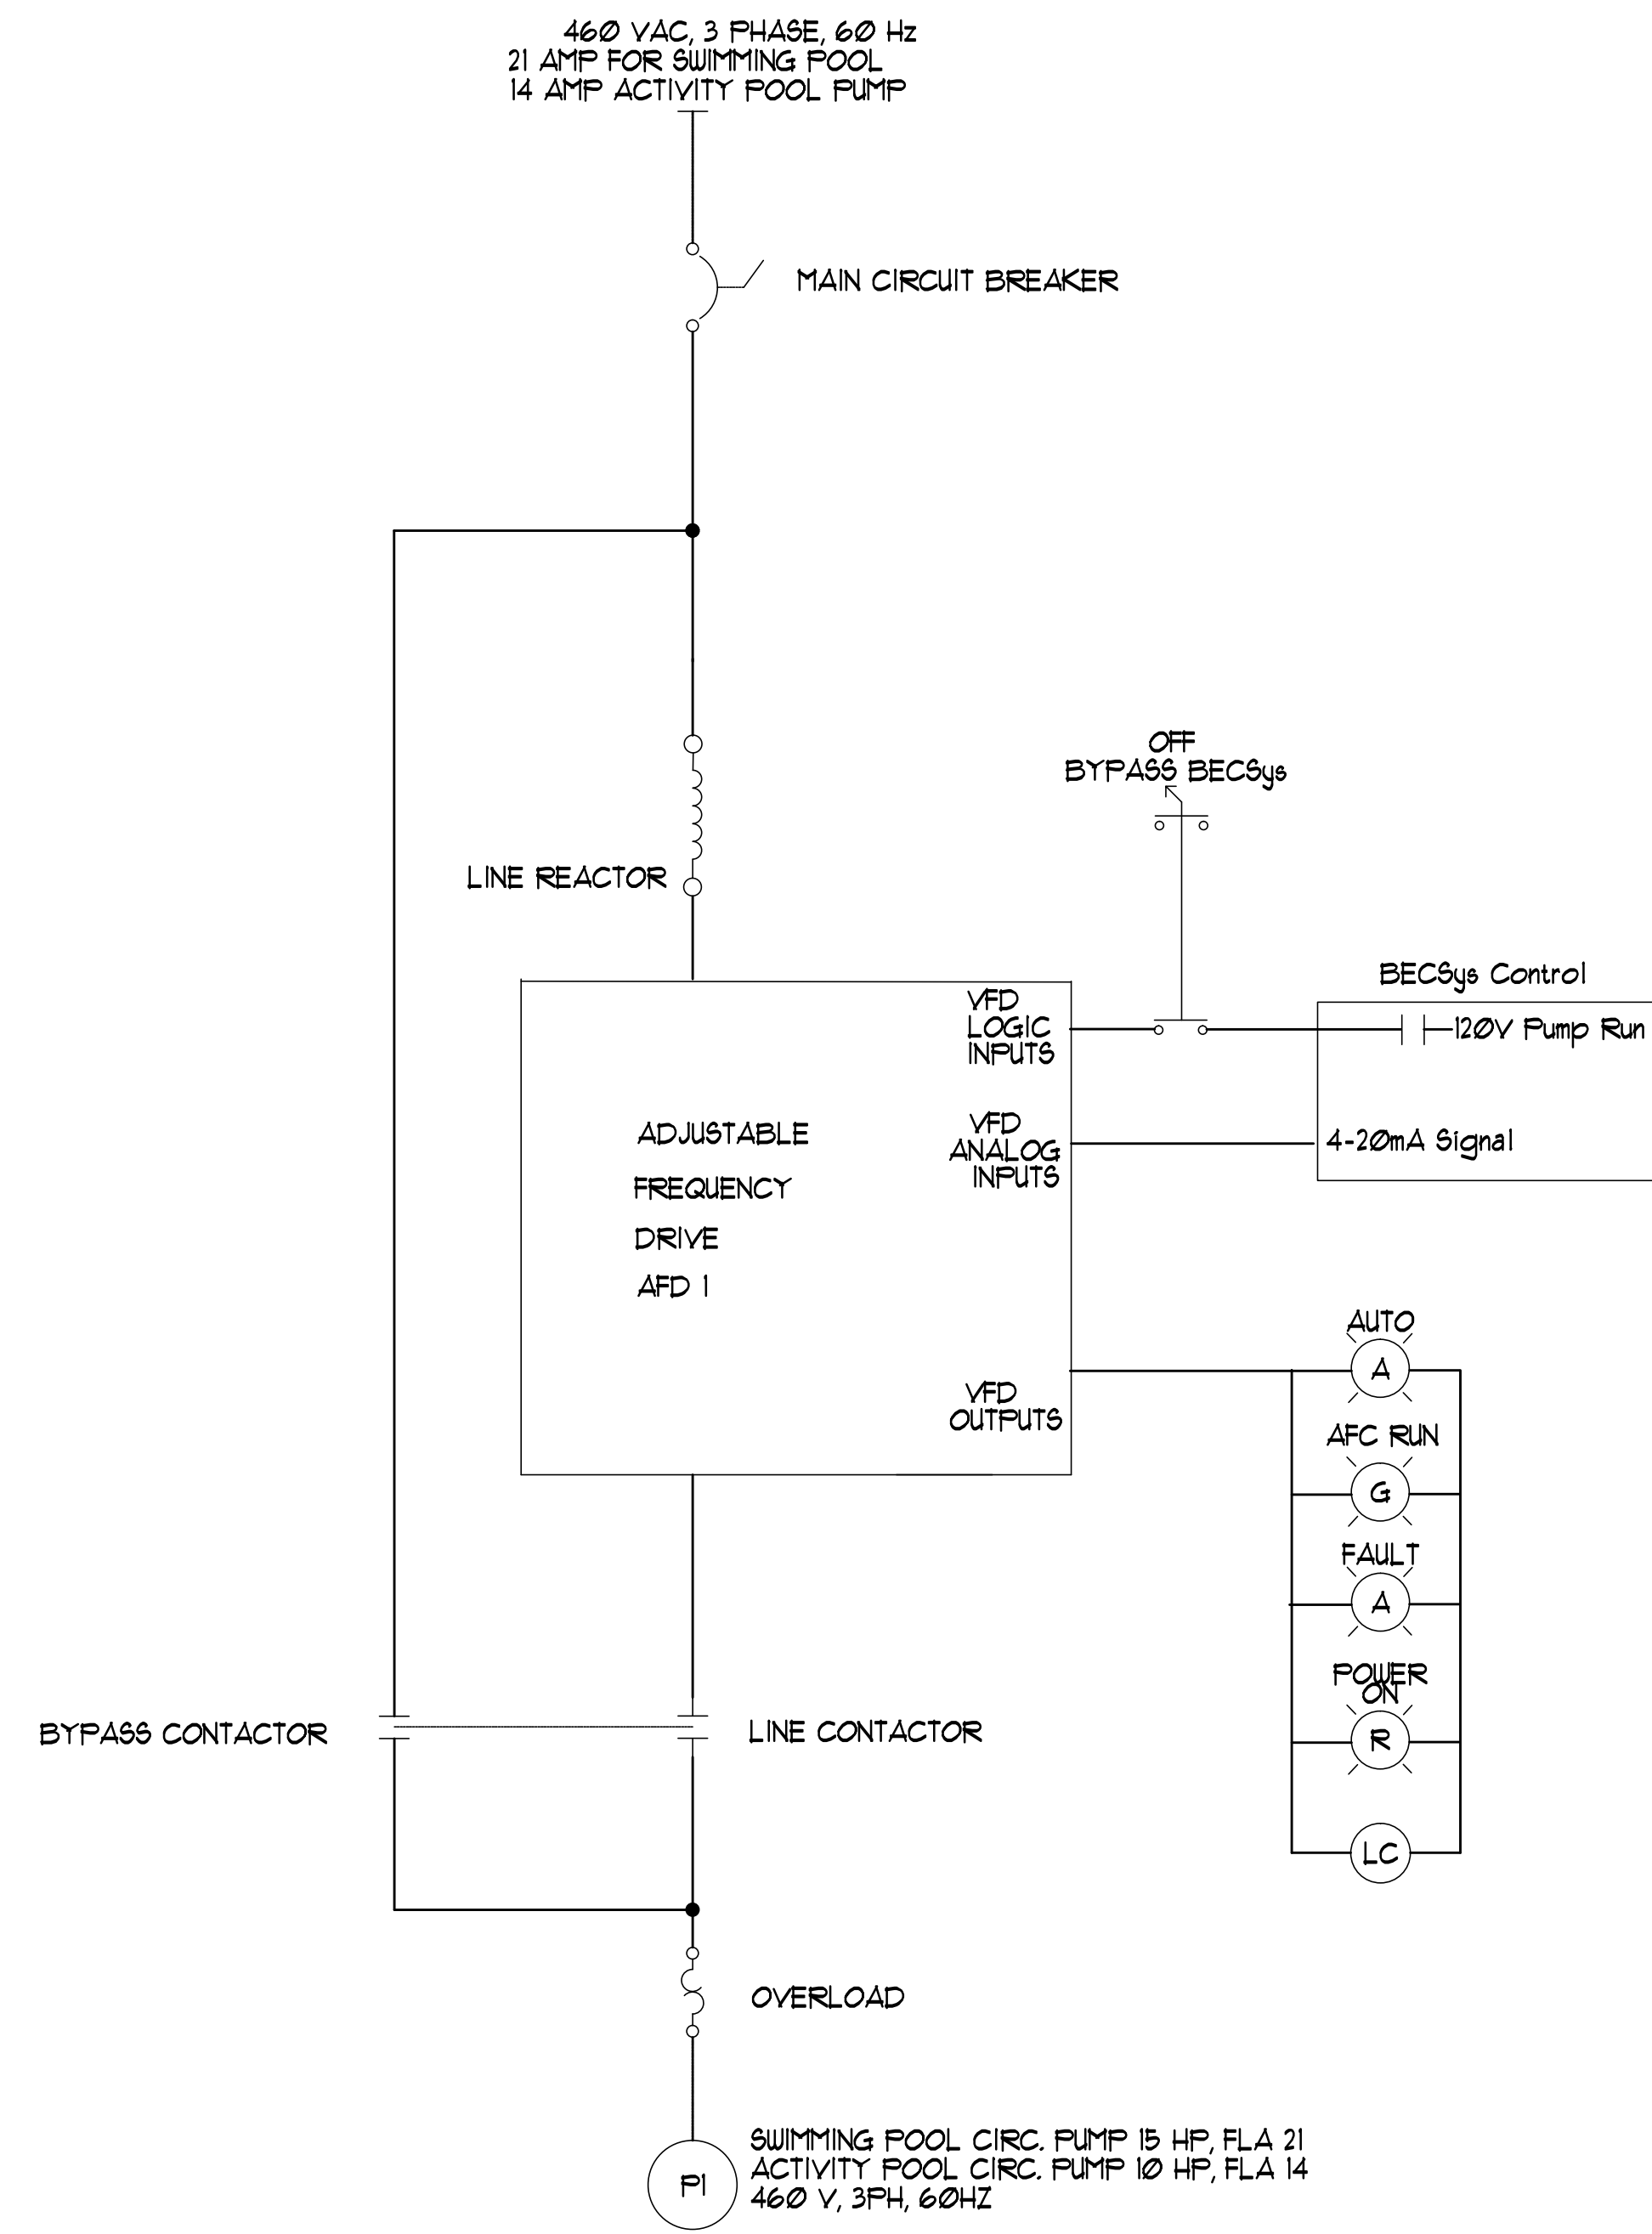 460 VAC, 3 PHASE, 60 Hz
21 AMP FOR SWIMMING POOL
14 AMP ACTIVITY POOL PUMP
MAIN CIRCUIT BREAKER
OFF
BYPASS BECSys
LINE REACTOR
BECSys Control
VFD
LOGIC
INPUTS
120V Pump Run
VFD
ANALOG
INPUTS
4-20mA Signal
ADJUSTABLE
FREQUENCY
DRIVE
AFD 1
AUTO
A
VFD
OUTPUTS
AFC RUN
G
FAULT
A
POWER
ON
R
BYPASS CONTACTOR
LINE CONTACTOR
LC
OVERLOAD
P1
SWIMMING POOL CIRC. PUMP 15 HP, FLA 21
ACTIVITY POOL CIRC. PUMP 10 HP, FLA 14
460 V, 3PH, 60HZ